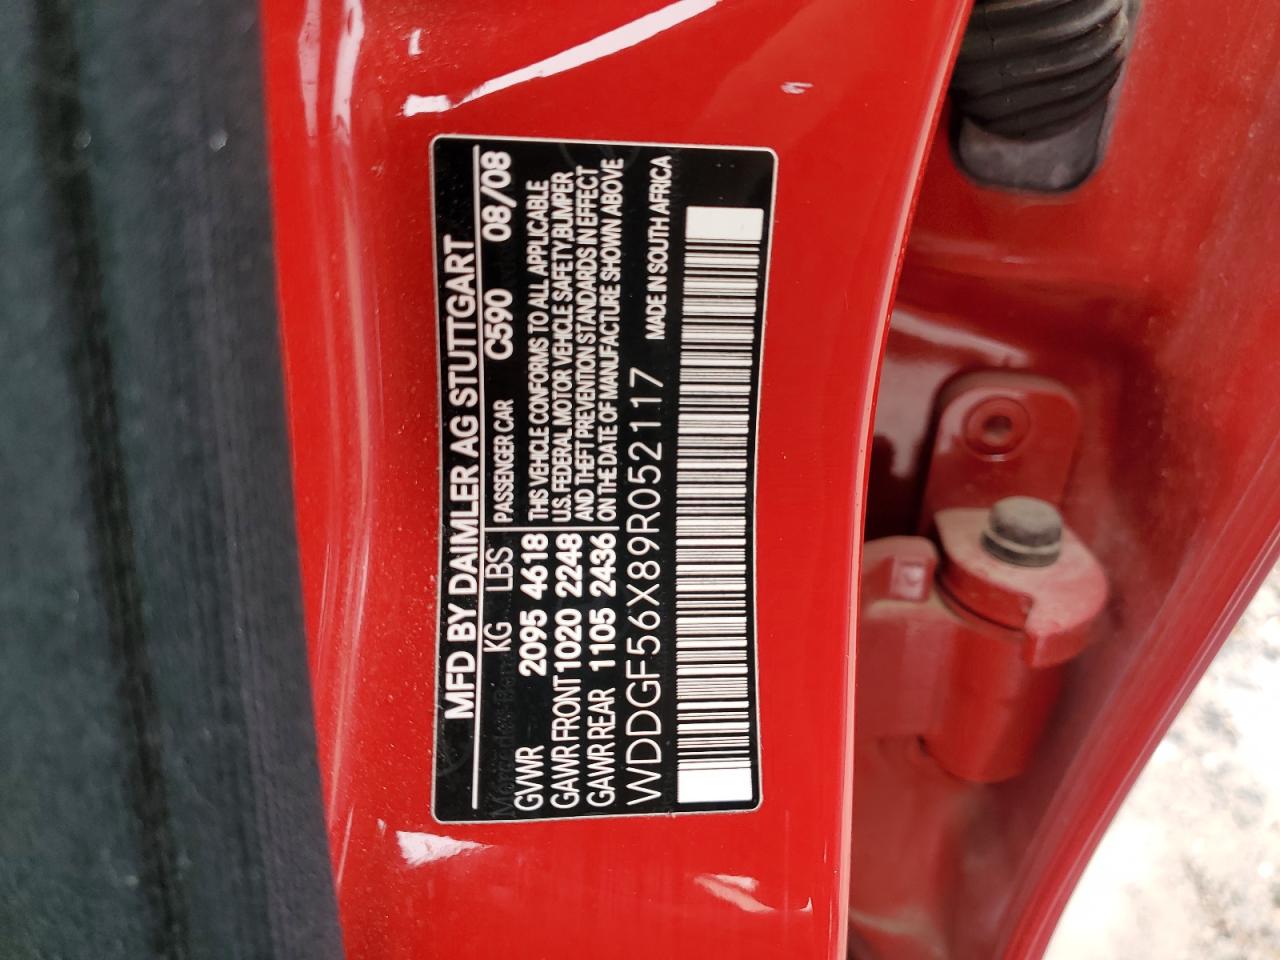 MFD BY DAIMLER AG STUTTGART
KG LBS PASSENGER CAR C590 08/08
GVWR 2095 4618 THIS VEHICLE CONFORMS TO ALL APPLICABLE
GAWR FRONT 1020 2248 U.S. FEDERAL MOTOR VEHICLE SAFETY, BUMPER
GAWR REAR 1105 2436 AND THEFT PREVENTION STANDARDS IN EFFECT
ON THE DATE OF MANUFACTURE SHOWN ABOVE
WDDGF56X89R052117 MADE IN SOUTH AFRICA